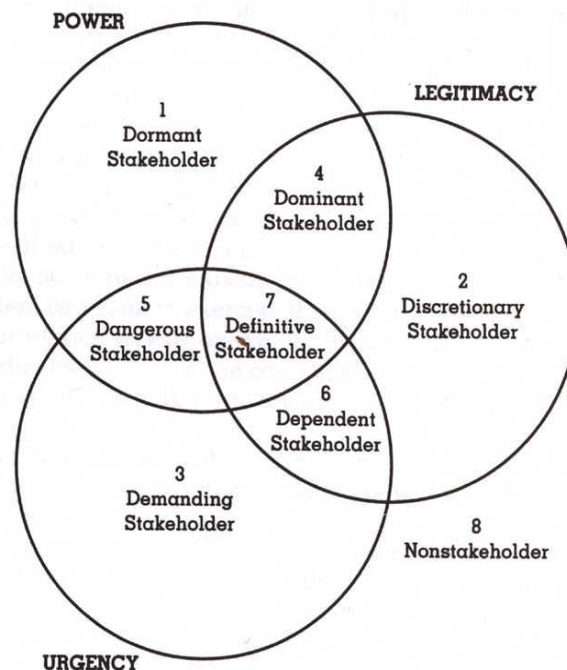 POWER
1
Dormant
Stakeholder
LEGITIMACY
4
Dominant
Stakeholder
2
Discretionary
Stakeholder
5
Dangerous
Stakeholder
7
Definitive
Stakeholder
6
Dependent
Stakeholder
3
Demanding
Stakeholder
8
Nonstakeholder
URGENCY